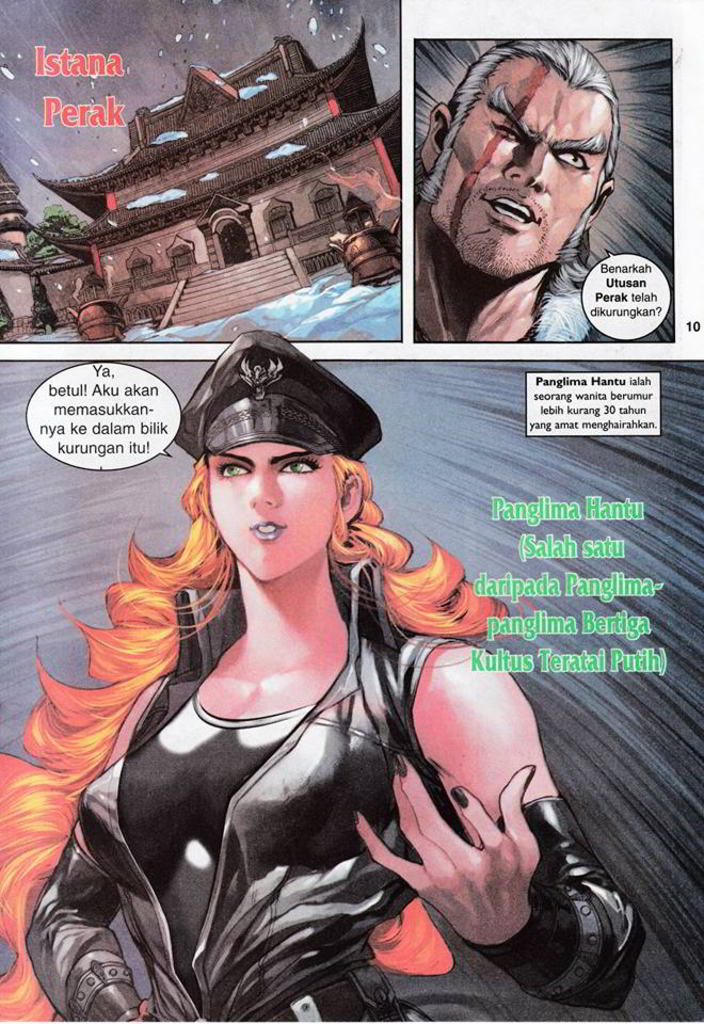 Istana
Perak
Benarkah
Utusan
Perak telah
dikurungkan?
10
Ya,
betul! Aku akan
memasukkan-
nya ke dalam bilik
kurungan itu!
Panglima Hantu ialah
seorang wanita berumur
lebih kurang 30 tahun
yang amat menghairahkan.
Panglima Hantu
(Salah satu
daripada Panglima-
panglima Bertiga
Kultus Teratai Putih)